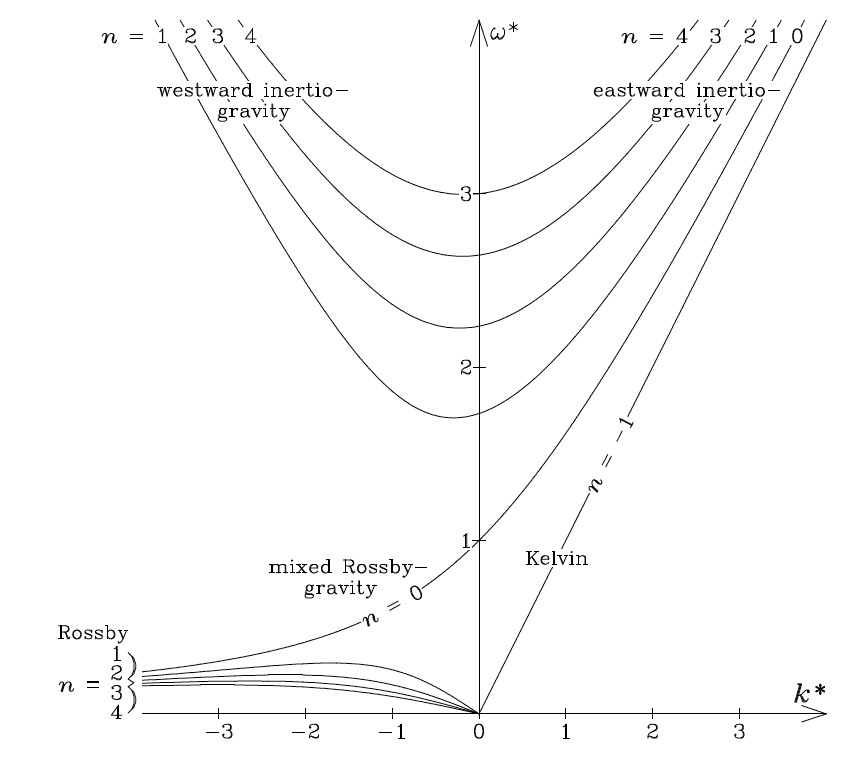 n = 1 2 3 4
ω*
n = 4 3 2 1 0
westward inertio–
gravity
eastward inertio–
gravity
3
2
n = –1
1
Kelvin
mixed Rossby–
gravity
n = 0
Rossby
1
2
n =
3
4
k*
–3 –2 –1 0 1 2 3